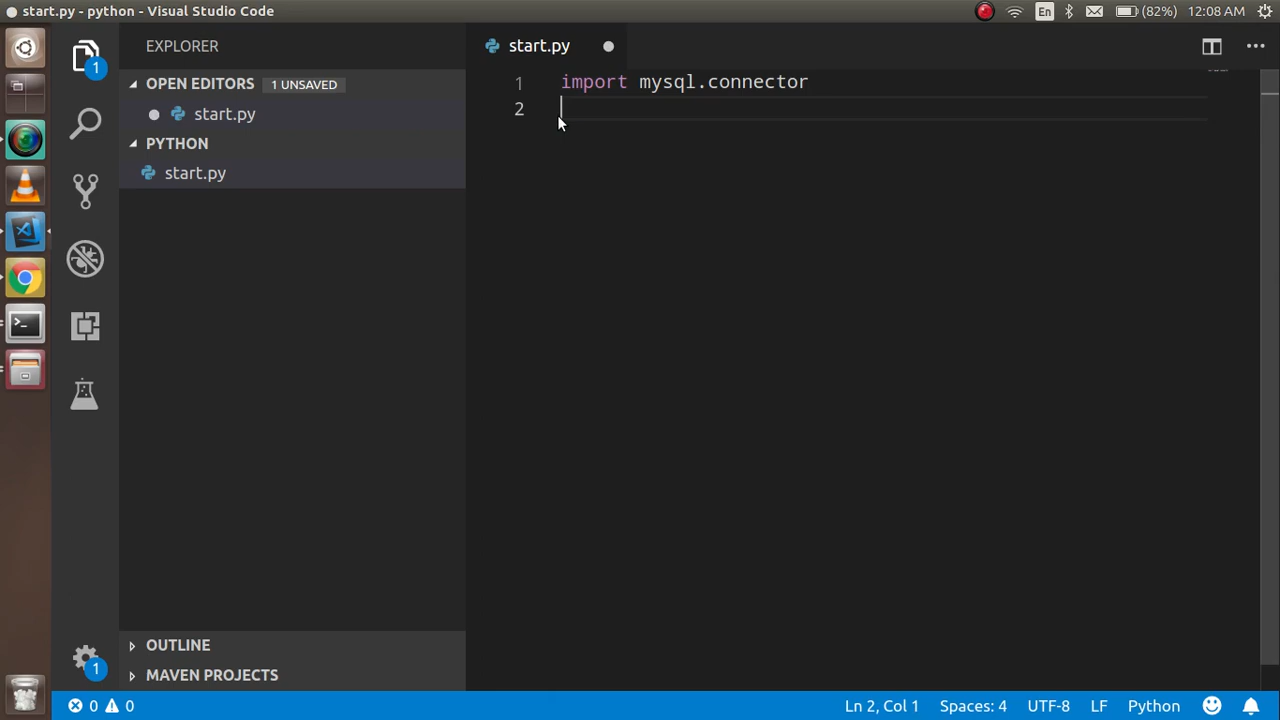 start.py - python - Visual Studio Code
En
(82%)
12:08 AM
EXPLORER
1
OPEN EDITORS 1 UNSAVED
start.py
PYTHON
start.py
OUTLINE
MAVEN PROJECTS
1
start.py
1 import mysql.connector
2
0 0
Ln 2, Col 1
Spaces: 4
UTF-8
LF
Python